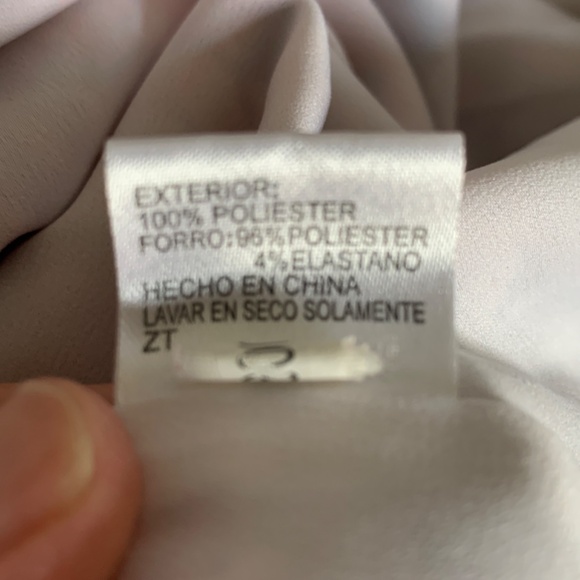 EXTERIOR:
100% POLIESTER
FORRO:96%POLIESTER
4%ELASTANO
HECHO EN CHINA
LAVAR EN SECO SOLAMENTE
ZT